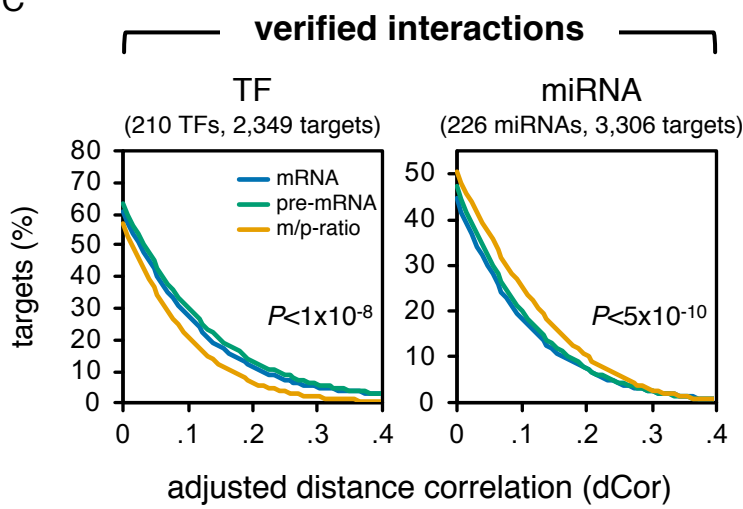 C
verified interactions
TF
(210 TFs, 2,349 targets)
miRNA
(226 miRNAs, 3,306 targets)
targets (%)
80
70
60
50
40
30
20
10
0
mRNA
pre-mRNA
m/p-ratio
P<1x10-8
0 .1 .2 .3 .4
50
40
30
20
10
0
P<5x10-10
0 .1 .2 .3 .4
adjusted distance correlation (dCor)